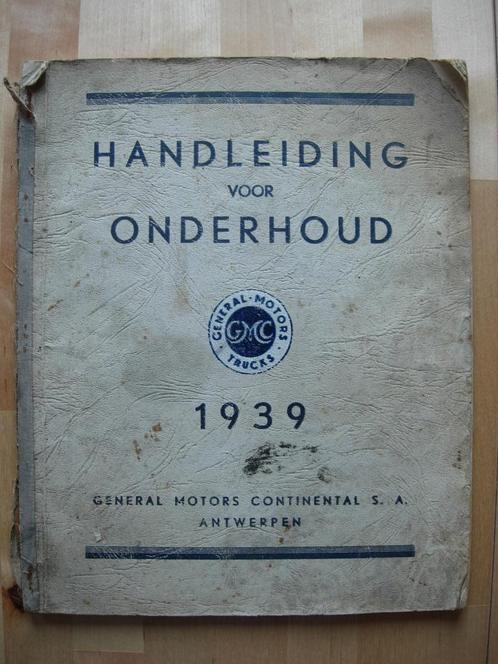 HANDLEIDING
VOOR
ONDERHOUD
GENERAL · MOTORS
GMC
· TRUCKS ·
1939
GENERAL MOTORS CONTINENTAL S. A.
ANTWERPEN